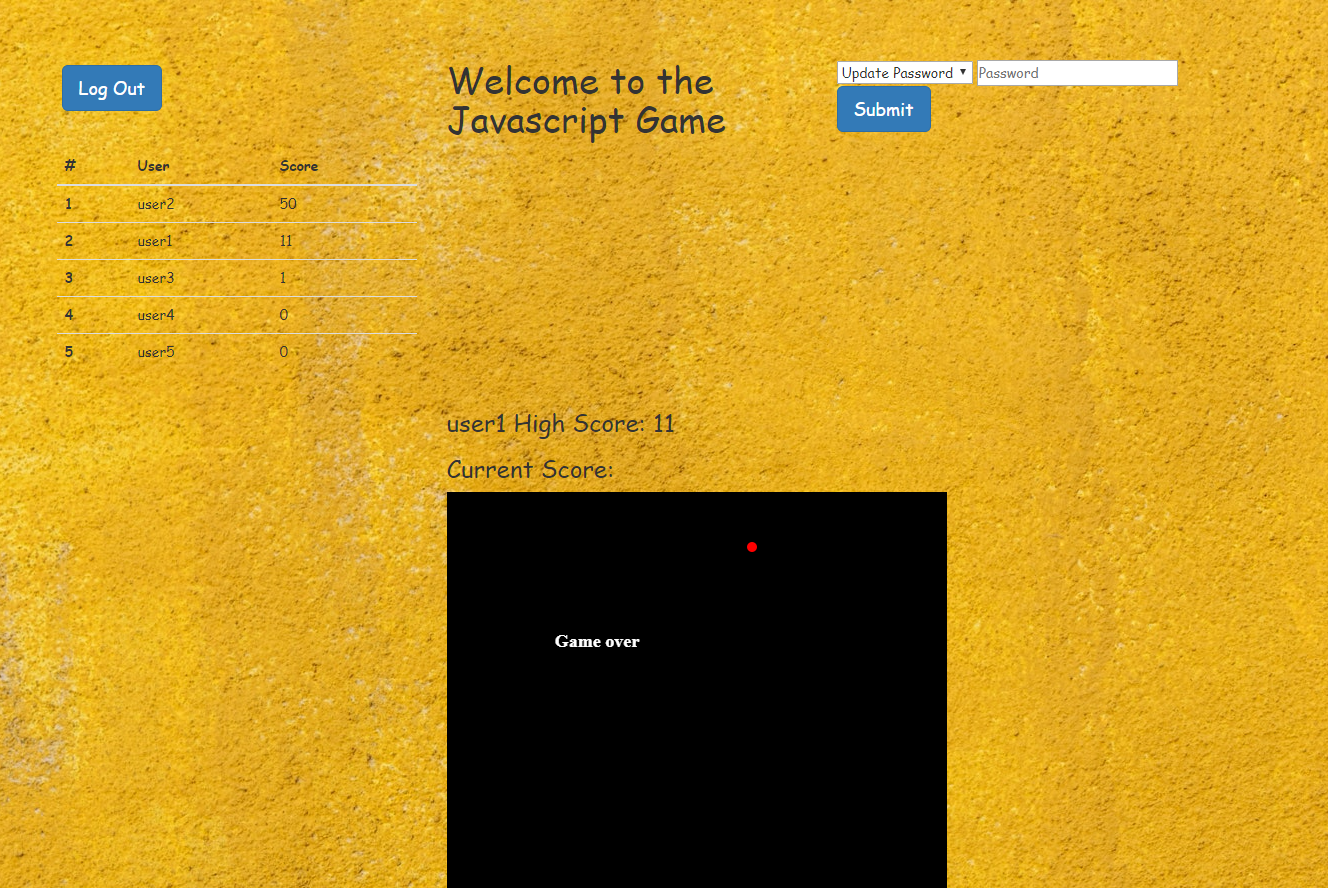 Log Out
Welcome to the
Javascript Game
Update Password Password
Submit
# User Score
1 user2 50
2 user1 11
3 user3 1
4 user4 0
5 user5 0
user1 High Score: 11
Current Score:
Game over